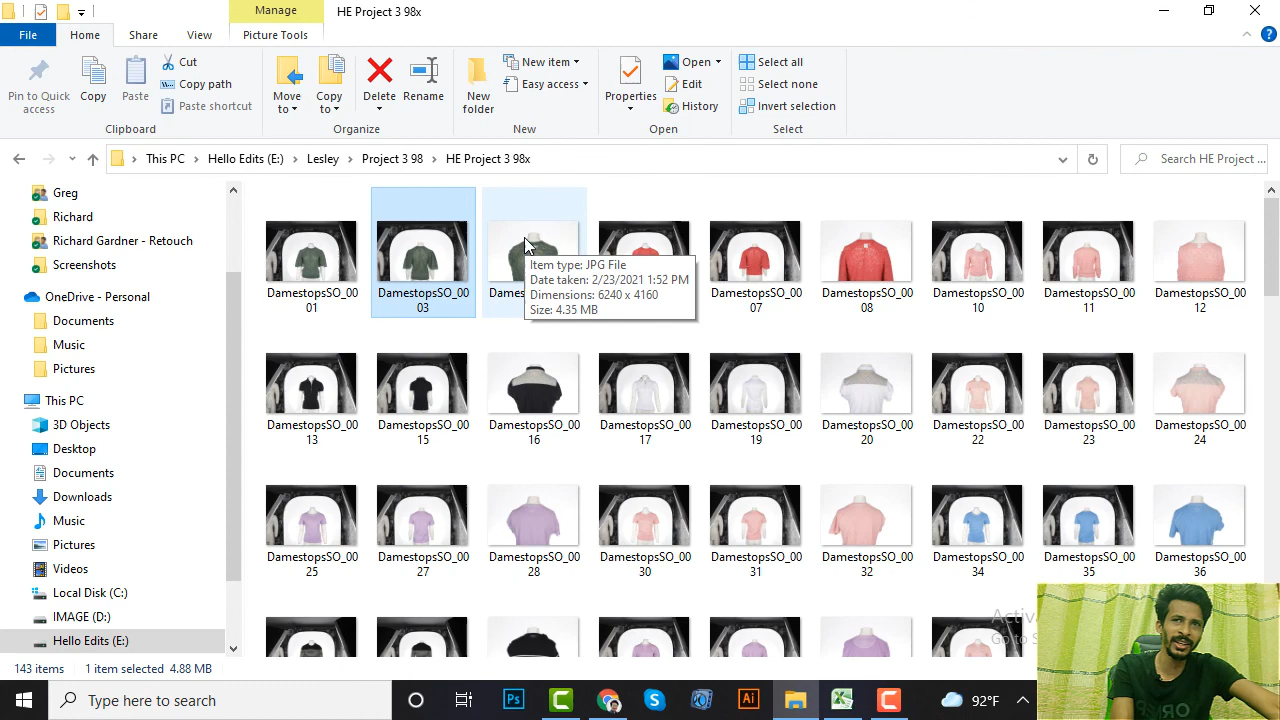 Manage
HE Project 3 98x
File
Home
Share
View
Picture Tools
Pin to Quick access
Copy
Paste
Cut
Copy path
Paste shortcut
Move to
Copy to
Delete
Rename
New folder
New item
Easy access
Properties
Open
Edit
History
Select all
Select none
Invert selection
Clipboard
Organize
New
Open
Select
This PC
Hello Edits (E:)
Lesley
Project 3 98
HE Project 3 98x
Search HE Project ...
Greg
Richard
Richard Gardner - Retouch
Screenshots
OneDrive - Personal
Documents
Music
Pictures
This PC
3D Objects
Desktop
Documents
Downloads
Music
Pictures
Videos
Local Disk (C:)
IMAGE (D:)
Hello Edits (E:)
DamestopsSO_00
01
DamestopsSO_00
03
Item type: JPG File
Date taken: 2/23/2021 1:52 PM
Dimensions: 6240 x 4160
Size: 4.35 MB
DamestopsSO_00
07
DamestopsSO_00
08
DamestopsSO_00
10
DamestopsSO_00
11
DamestopsSO_00
12
DamestopsSO_00
13
DamestopsSO_00
15
DamestopsSO_00
16
DamestopsSO_00
17
DamestopsSO_00
19
DamestopsSO_00
20
DamestopsSO_00
22
DamestopsSO_00
23
DamestopsSO_00
24
DamestopsSO_00
25
DamestopsSO_00
27
DamestopsSO_00
28
DamestopsSO_00
30
DamestopsSO_00
31
DamestopsSO_00
32
DamestopsSO_00
34
DamestopsSO_00
35
DamestopsSO_00
36
143 items
1 item selected 4.88 MB
Go to
Type here to search
Ps
Ai
92°F